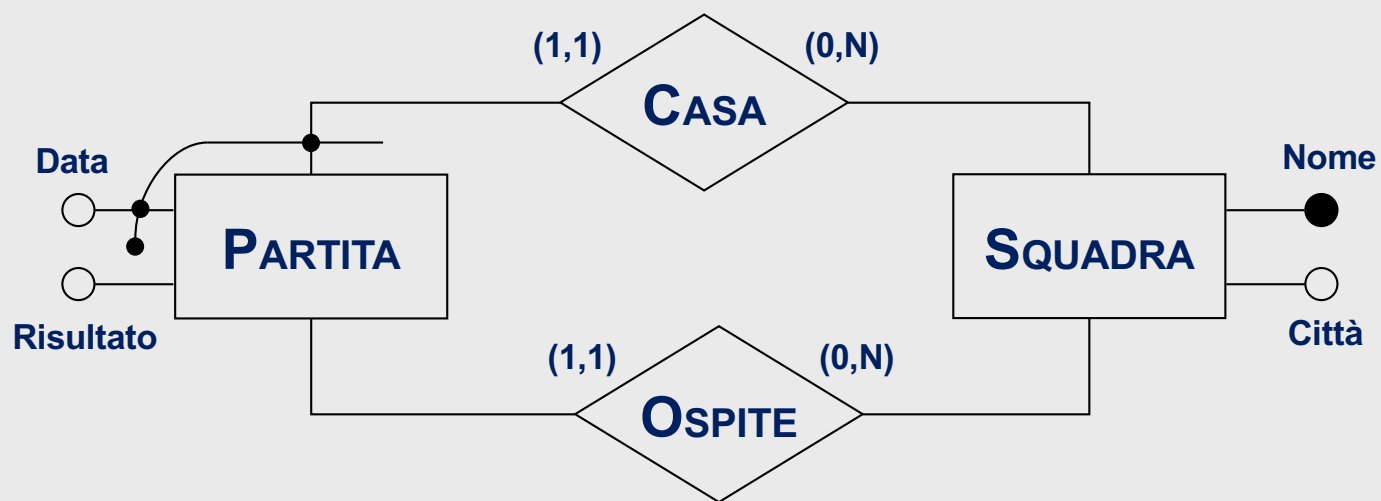 (1,1) (0,N)
CASA
Data
Nome
PARTITA
SQUADRA
Risultato
Città
(1,1) (0,N)
OSPITE